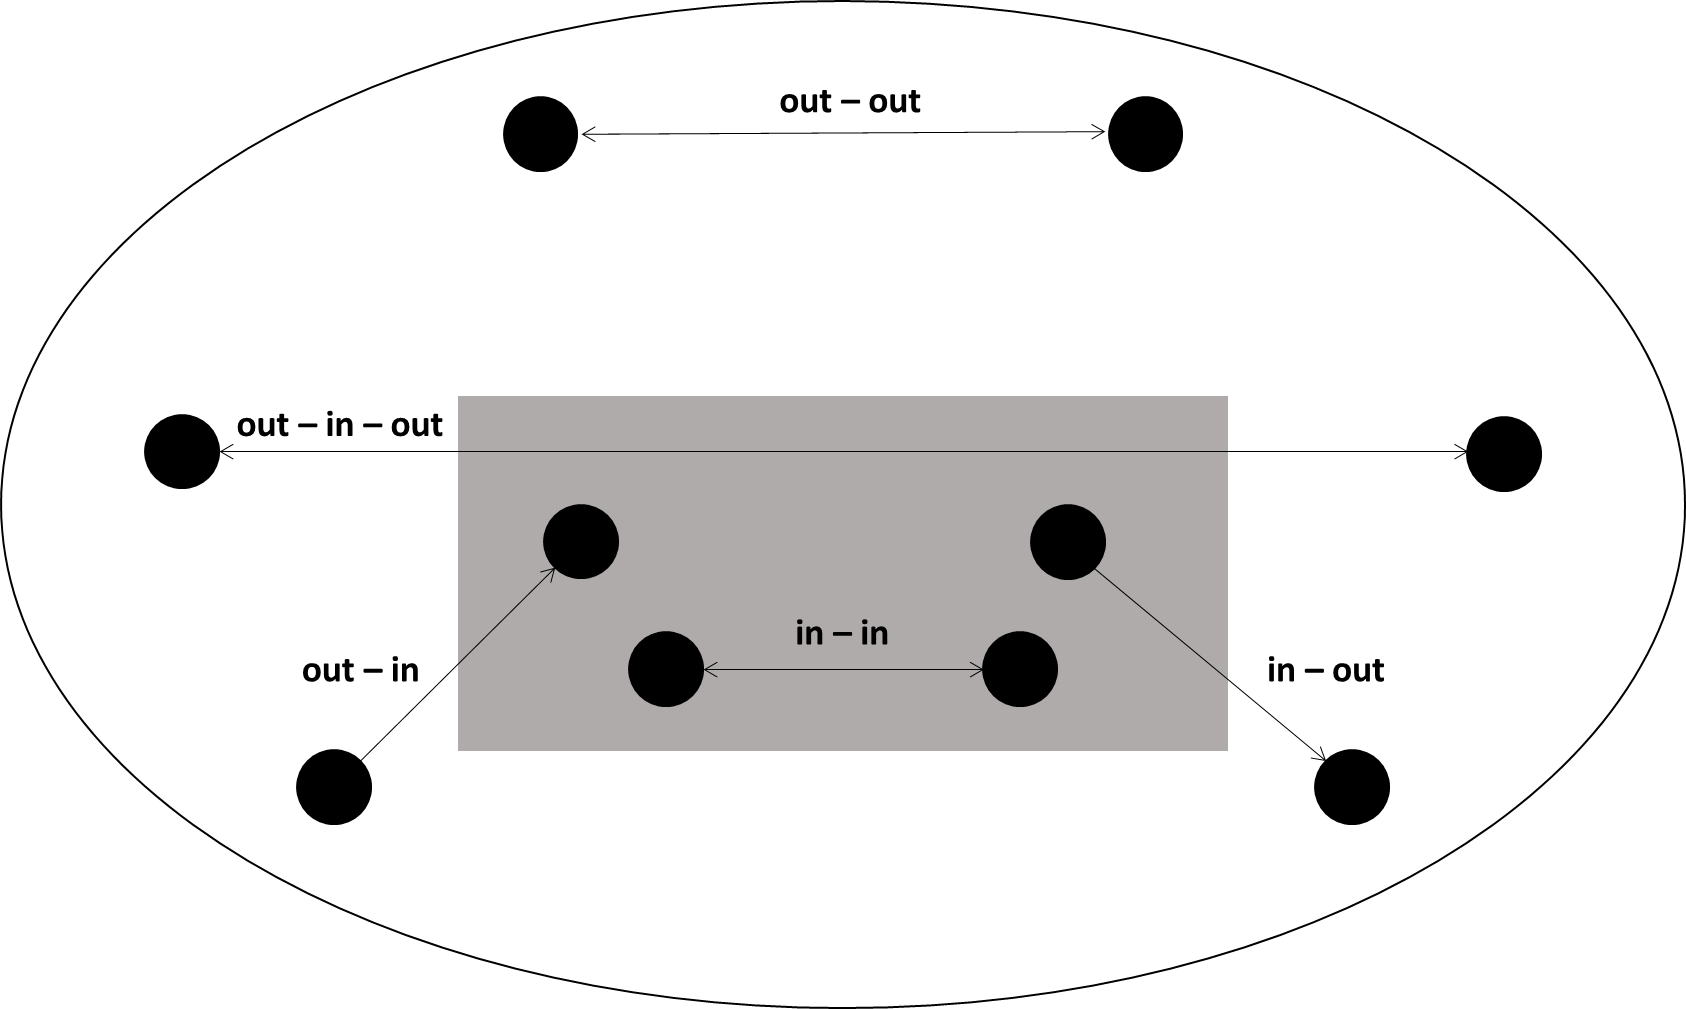 out – out
out – in – out
in – in
out – in
in – out